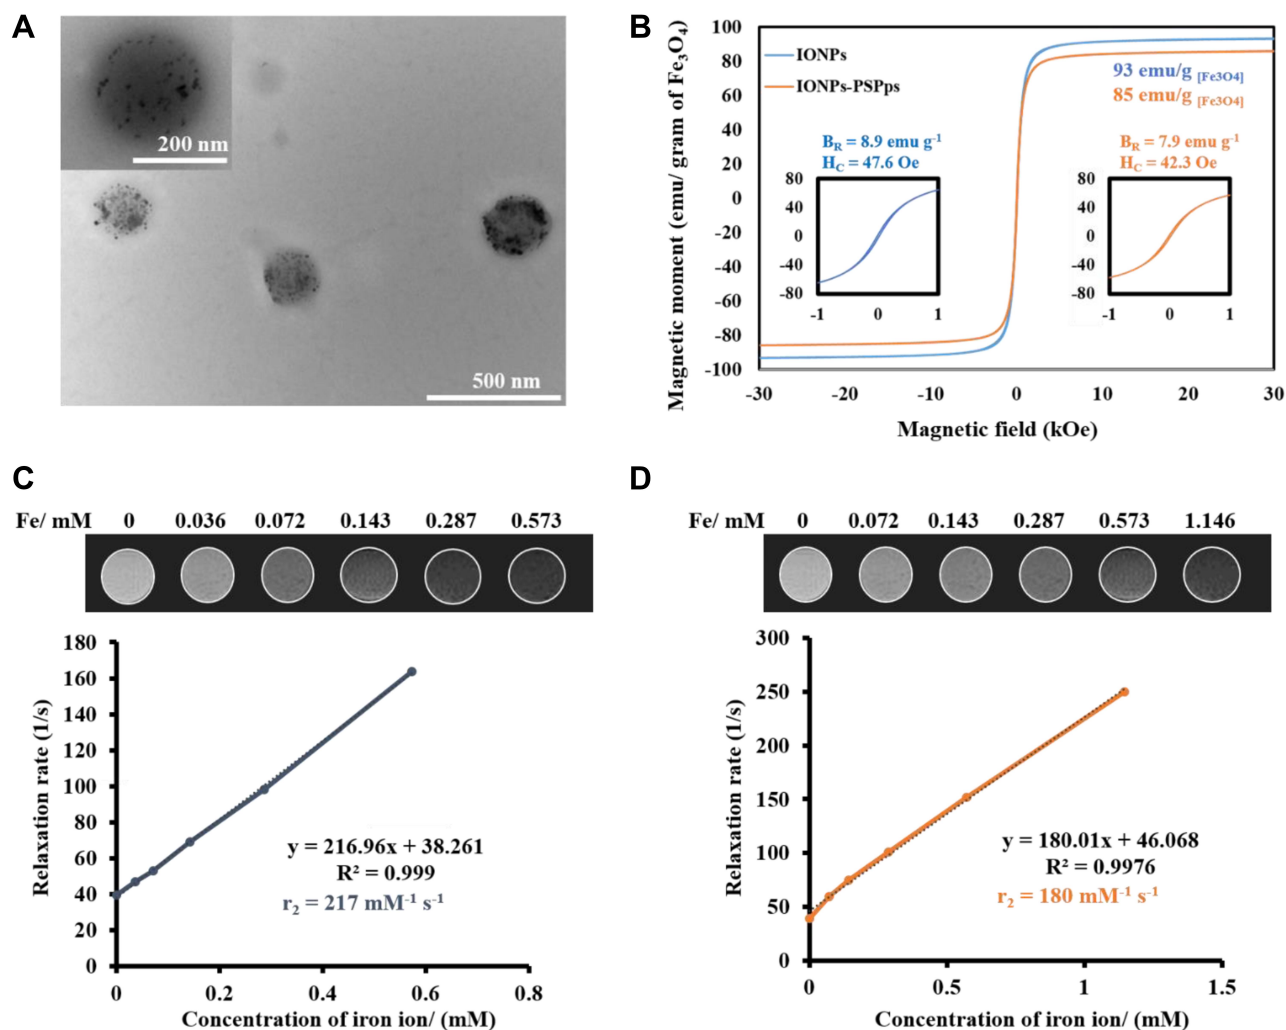 A
200 nm
500 nm
B
Magnetic moment (emu/ gram of Fe₃O₄)
100
80
60
40
20
0
-20
-40
-60
-80
-100
IONPs
IONPs-PSPps
93 emu/g [Fe3O4]
85 emu/g [Fe3O4]
B_R = 8.9 emu g⁻¹
H_C = 47.6 Oe
80
40
0
-40
-80
-1 0 1
B_R = 7.9 emu g⁻¹
H_C = 42.3 Oe
80
40
0
-40
-80
-1 0 1
-30 -20 -10 0 10 20 30
Magnetic field (kOe)
C
Fe/ mM 0 0.036 0.072 0.143 0.287 0.573
Relaxation rate (1/s)
180
160
140
120
100
80
60
40
20
0
y = 216.96x + 38.261
R² = 0.999
r₂ = 217 mM⁻¹ s⁻¹
0 0.2 0.4 0.6 0.8
Concentration of iron ion/ (mM)
D
Fe/ mM 0 0.072 0.143 0.287 0.573 1.146
Relaxation rate (1/s)
300
250
200
150
100
50
0
y = 180.01x + 46.068
R² = 0.9976
r₂ = 180 mM⁻¹ s⁻¹
0 0.5 1 1.5
Concentration of iron ion/ (mM)